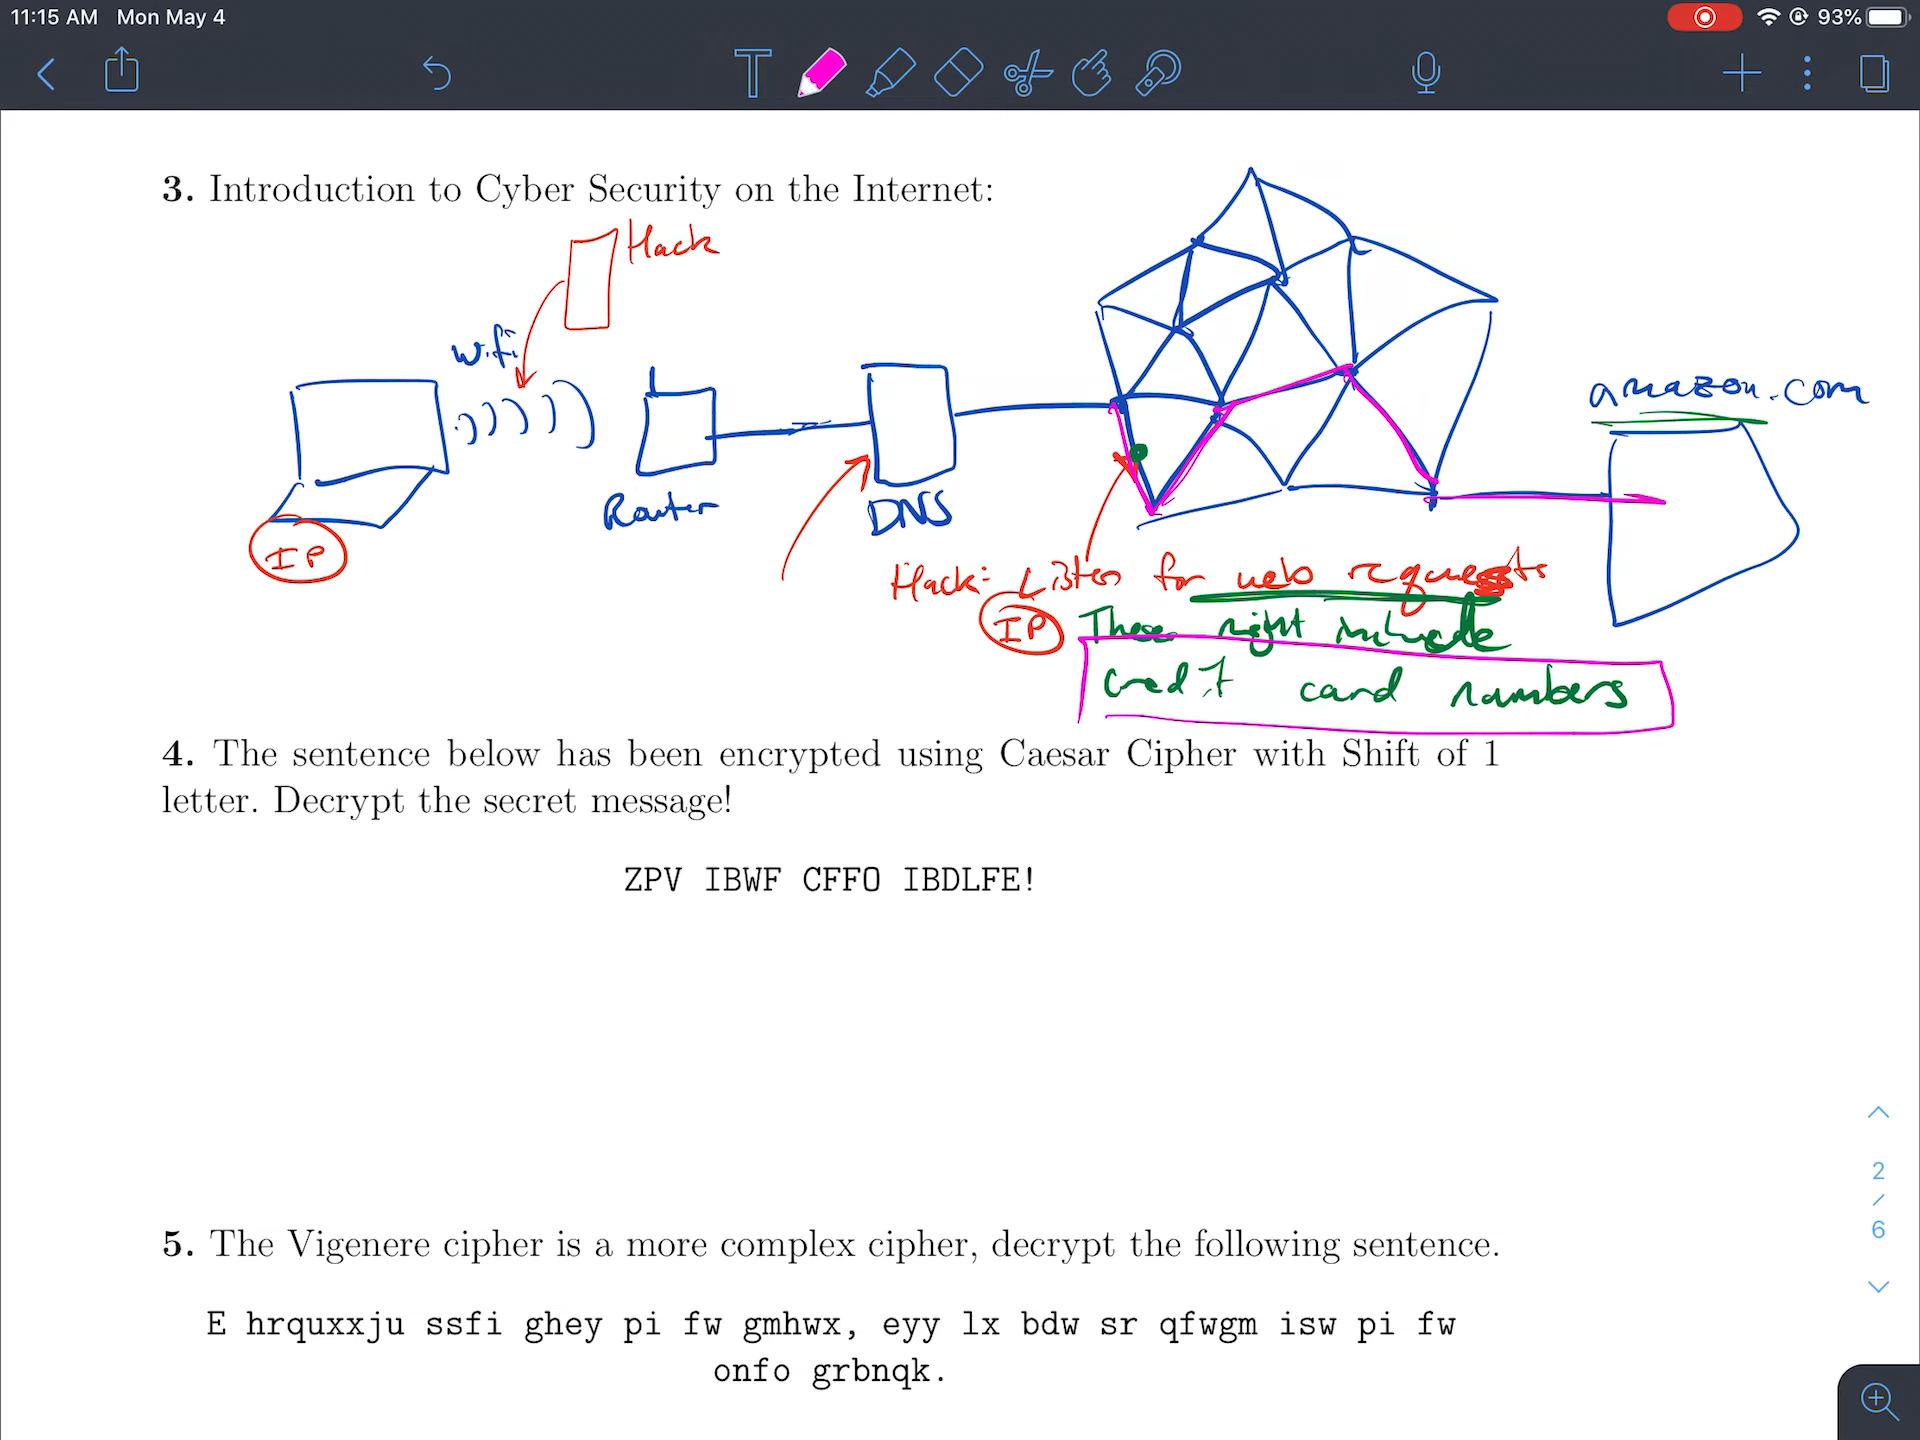 11:15 AM Mon May 4
93%
3. Introduction to Cyber Security on the Internet:
Hack
wifi
amazon.com
Router
DNS
IP
Hack: Listen for web requests
IP These might include
credit card numbers
4. The sentence below has been encrypted using Caesar Cipher with Shift of 1
letter. Decrypt the secret message!
ZPV IBWF CFFO IBDLFE!
2
/
6
5. The Vigenere cipher is a more complex cipher, decrypt the following sentence.
E hrquxxju ssfi ghey pi fw gmhwx, eyy lx bdw sr qfwgm isw pi fw
onfo grbnqk.